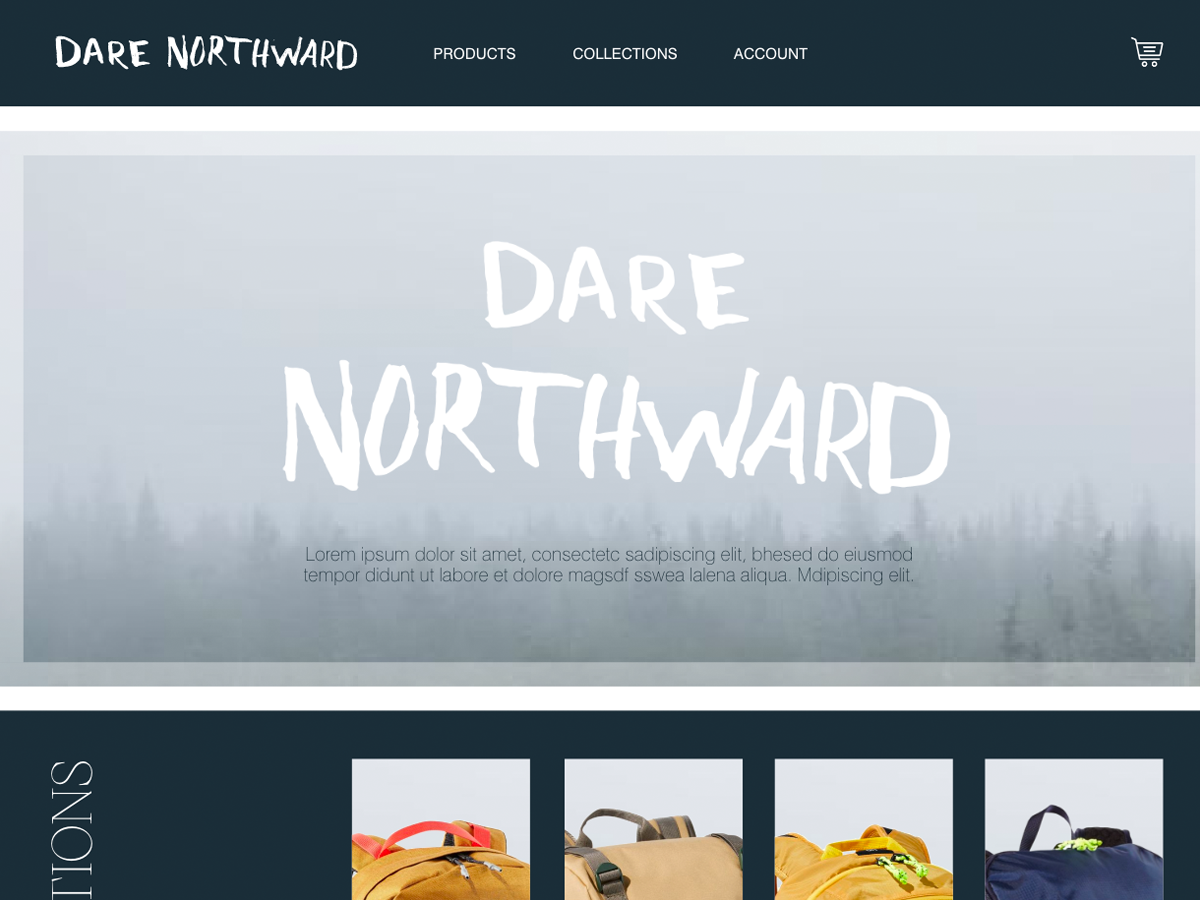 DARE NORTHWARD
PRODUCTS
COLLECTIONS
ACCOUNT
DARE
NORTHWARD
Lorem ipsum dolor sit amet, consectetc sadipiscing elit, bhesed do eiusmod
tempor didunt ut labore et dolore magsdf sswea lalena aliqua. Mdipiscing elit.
TIONS